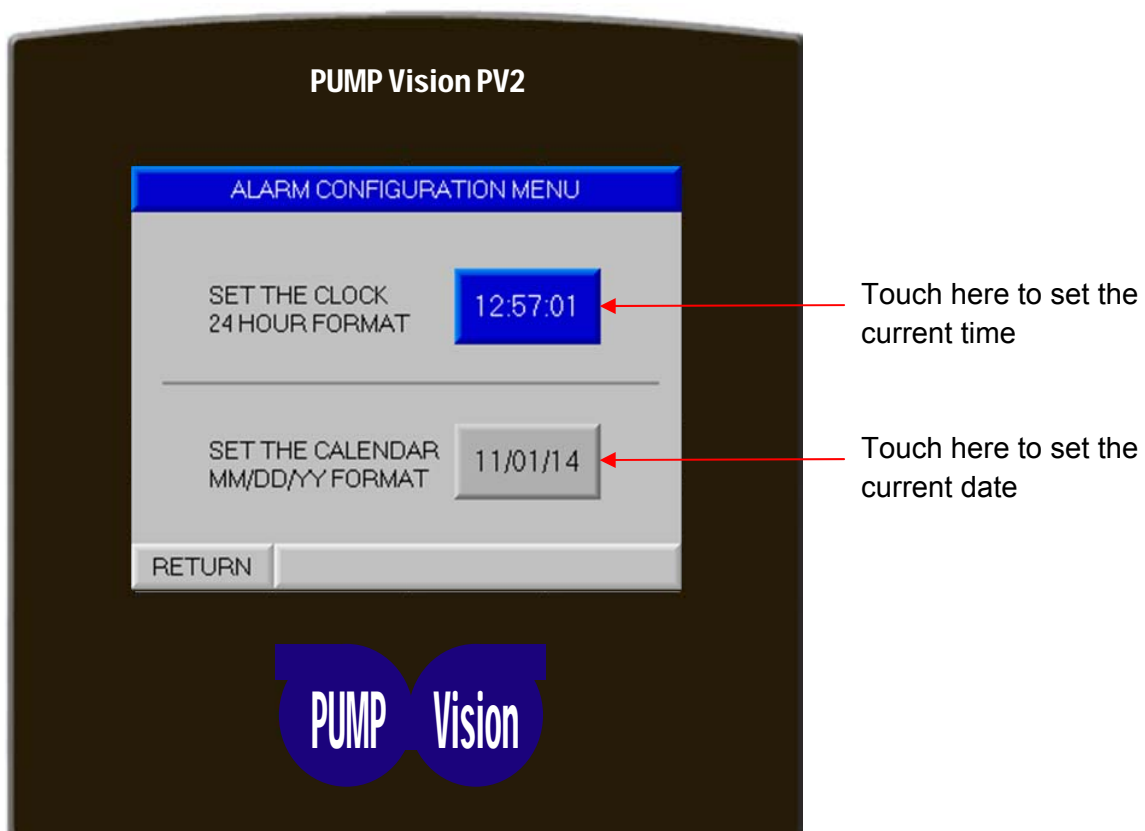 PUMP Vision PV2
ALARM CONFIGURATION MENU
SET THE CLOCK
24 HOUR FORMAT
12:57:01
Touch here to set the
current time
SET THE CALENDAR
MM/DD/YY FORMAT
11/01/14
Touch here to set the
current date
RETURN
PUMP Vision